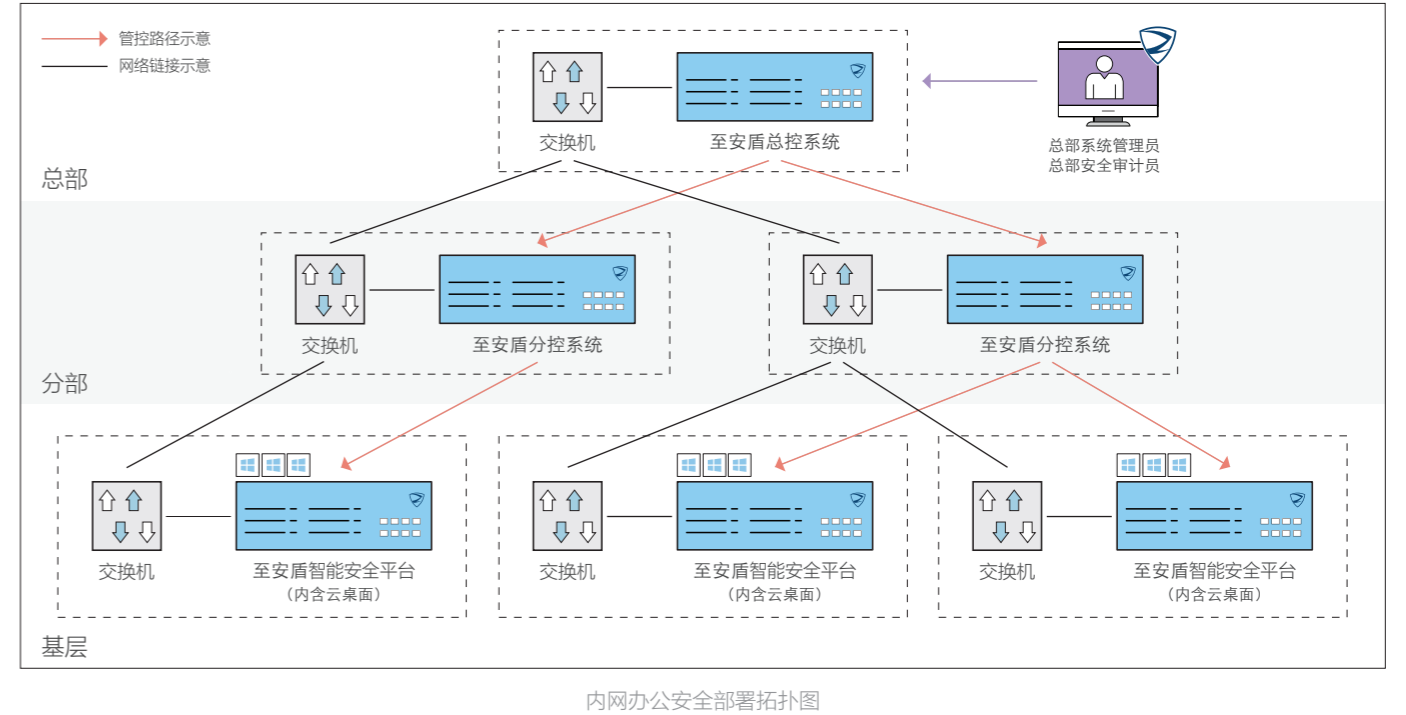 管控路径示意
网络链接示意
交换机
至安盾总控系统
总部系统管理员
总部安全审计员
总部
交换机
至安盾分控系统
交换机
至安盾分控系统
分部
交换机
至安盾智能安全平台
（内含云桌面）
交换机
至安盾智能安全平台
（内含云桌面）
交换机
至安盾智能安全平台
（内含云桌面）
基层
内网办公安全部署拓扑图